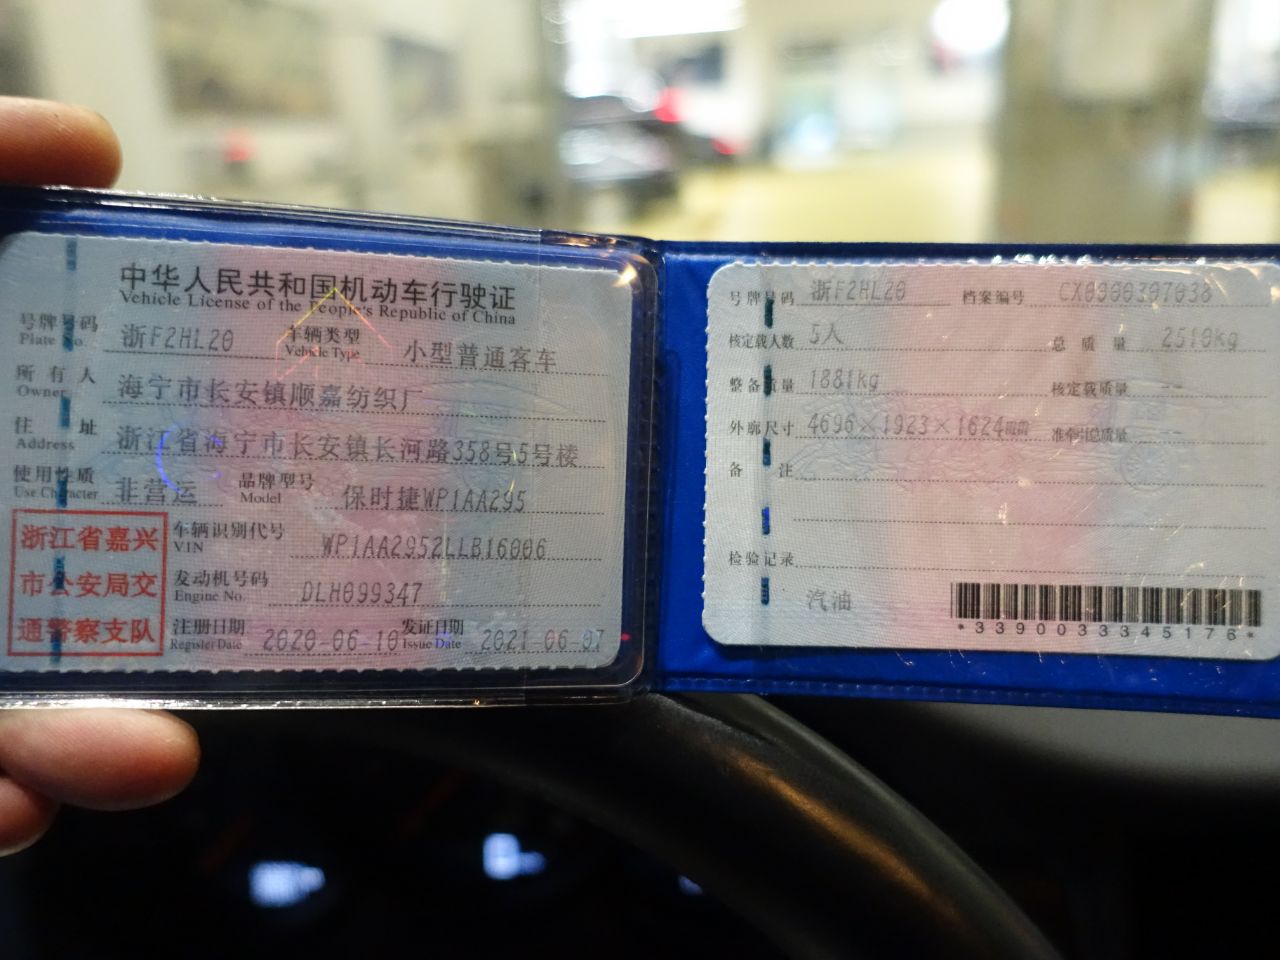 中华人民共和国机动车行驶证
Vehicle License of the People's Republic of China
号牌号码 浙F2HL20 车辆类型 小型普通客车
Plate No. Vehicle Type
所有人 海宁市长安镇顺嘉纺织厂
Owner
住址 浙江省海宁市长安镇长河路358号5号楼
Address
使用性质 非营运 品牌型号 保时捷WP1AA295
Use Character Model
浙江省嘉兴
市公安局交
通警察支队
车辆识别代号 WP1AA2952LLB16006
VIN
发动机号码 DLH099347
Engine No.
注册日期 2020-06-10 发证日期 2021-06-07
Register Date Issue Date
号牌号码 浙F2HL20 档案编号 CX0900397038
核定载人数 5人 总质量 2510kg
整备质量 1881kg 核定载质量 --
外廓尺寸 4696×1923×1624mm 准牵引总质量
备注
检验记录
汽油
*3390033345176*